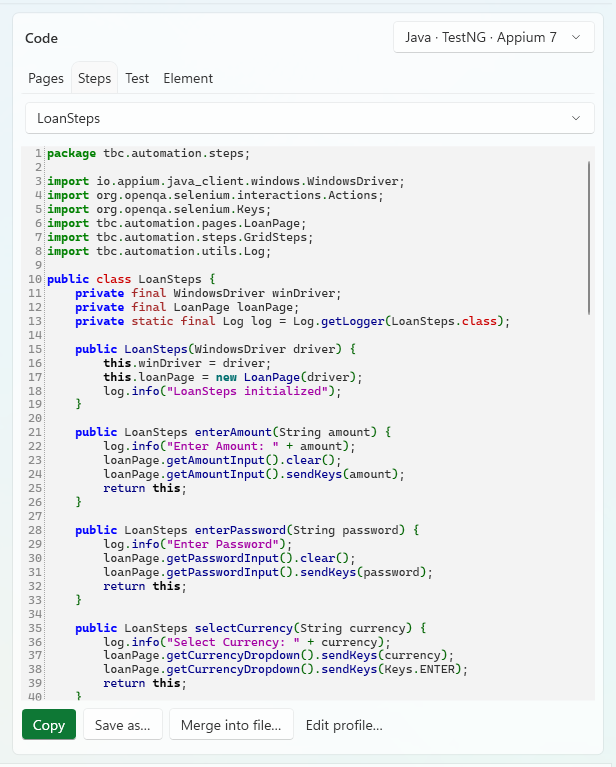 Code
Java · TestNG · Appium 7
Pages Steps Test Element
LoanSteps
1 package tbc.automation.steps;
2
3 import io.appium.java_client.windows.WindowsDriver;
4 import org.openqa.selenium.interactions.Actions;
5 import org.openqa.selenium.Keys;
6 import tbc.automation.pages.LoanPage;
7 import tbc.automation.steps.GridSteps;
8 import tbc.automation.utils.Log;
9
10 public class LoanSteps {
11     private final WindowsDriver winDriver;
12     private final LoanPage loanPage;
13     private static final Log log = Log.getLogger(LoanSteps.class);
14
15     public LoanSteps(WindowsDriver driver) {
16         this.winDriver = driver;
17         this.loanPage = new LoanPage(driver);
18         log.info("LoanSteps initialized");
19     }
20
21     public LoanSteps enterAmount(String amount) {
22         log.info("Enter Amount: " + amount);
23         loanPage.getAmountInput().clear();
24         loanPage.getAmountInput().sendKeys(amount);
25         return this;
26     }
27
28     public LoanSteps enterPassword(String password) {
29         log.info("Enter Password");
30         loanPage.getPasswordInput().clear();
31         loanPage.getPasswordInput().sendKeys(password);
32         return this;
33     }
34
35     public LoanSteps selectCurrency(String currency) {
36         log.info("Select Currency: " + currency);
37         loanPage.getCurrencyDropdown().sendKeys(currency);
38         loanPage.getCurrencyDropdown().sendKeys(Keys.ENTER);
39         return this;
40     }
Copy Save as... Merge into file... Edit profile...